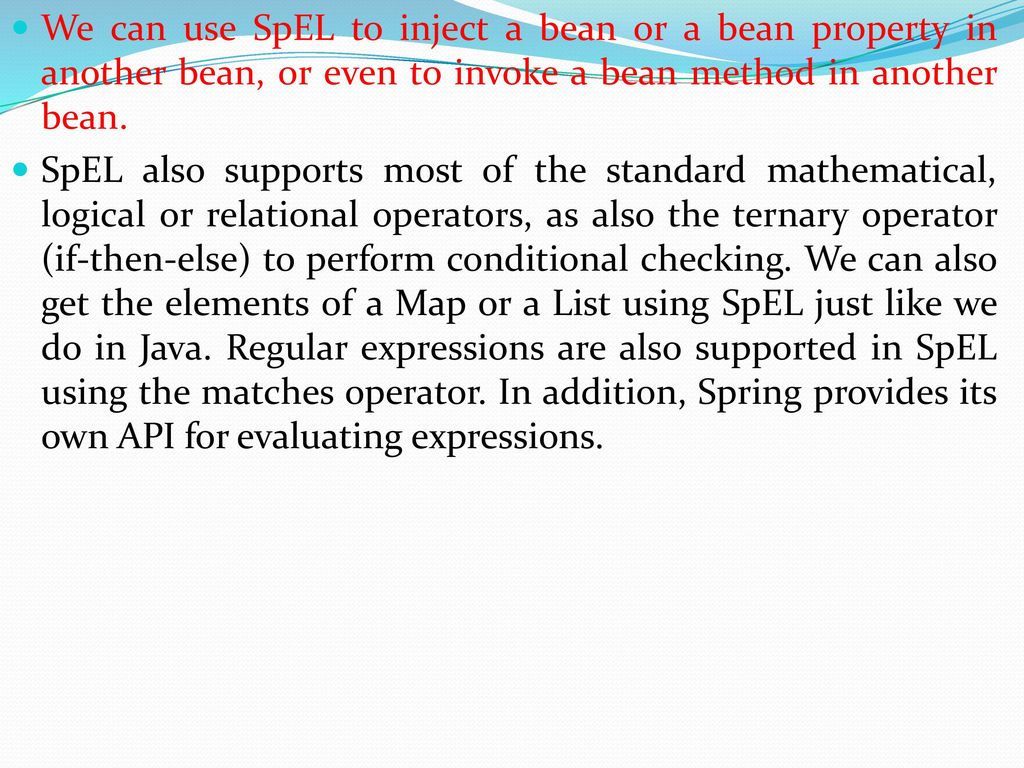 We can use SpEL to inject a bean or a bean property in
another bean, or even to invoke a bean method in another
bean.
SpEL also supports most of the standard mathematical,
logical or relational operators, as also the ternary operator
(if-then-else) to perform conditional checking. We can also
get the elements of a Map or a List using SpEL just like we
do in Java. Regular expressions are also supported in SpEL
using the matches operator. In addition, Spring provides its
own API for evaluating expressions.